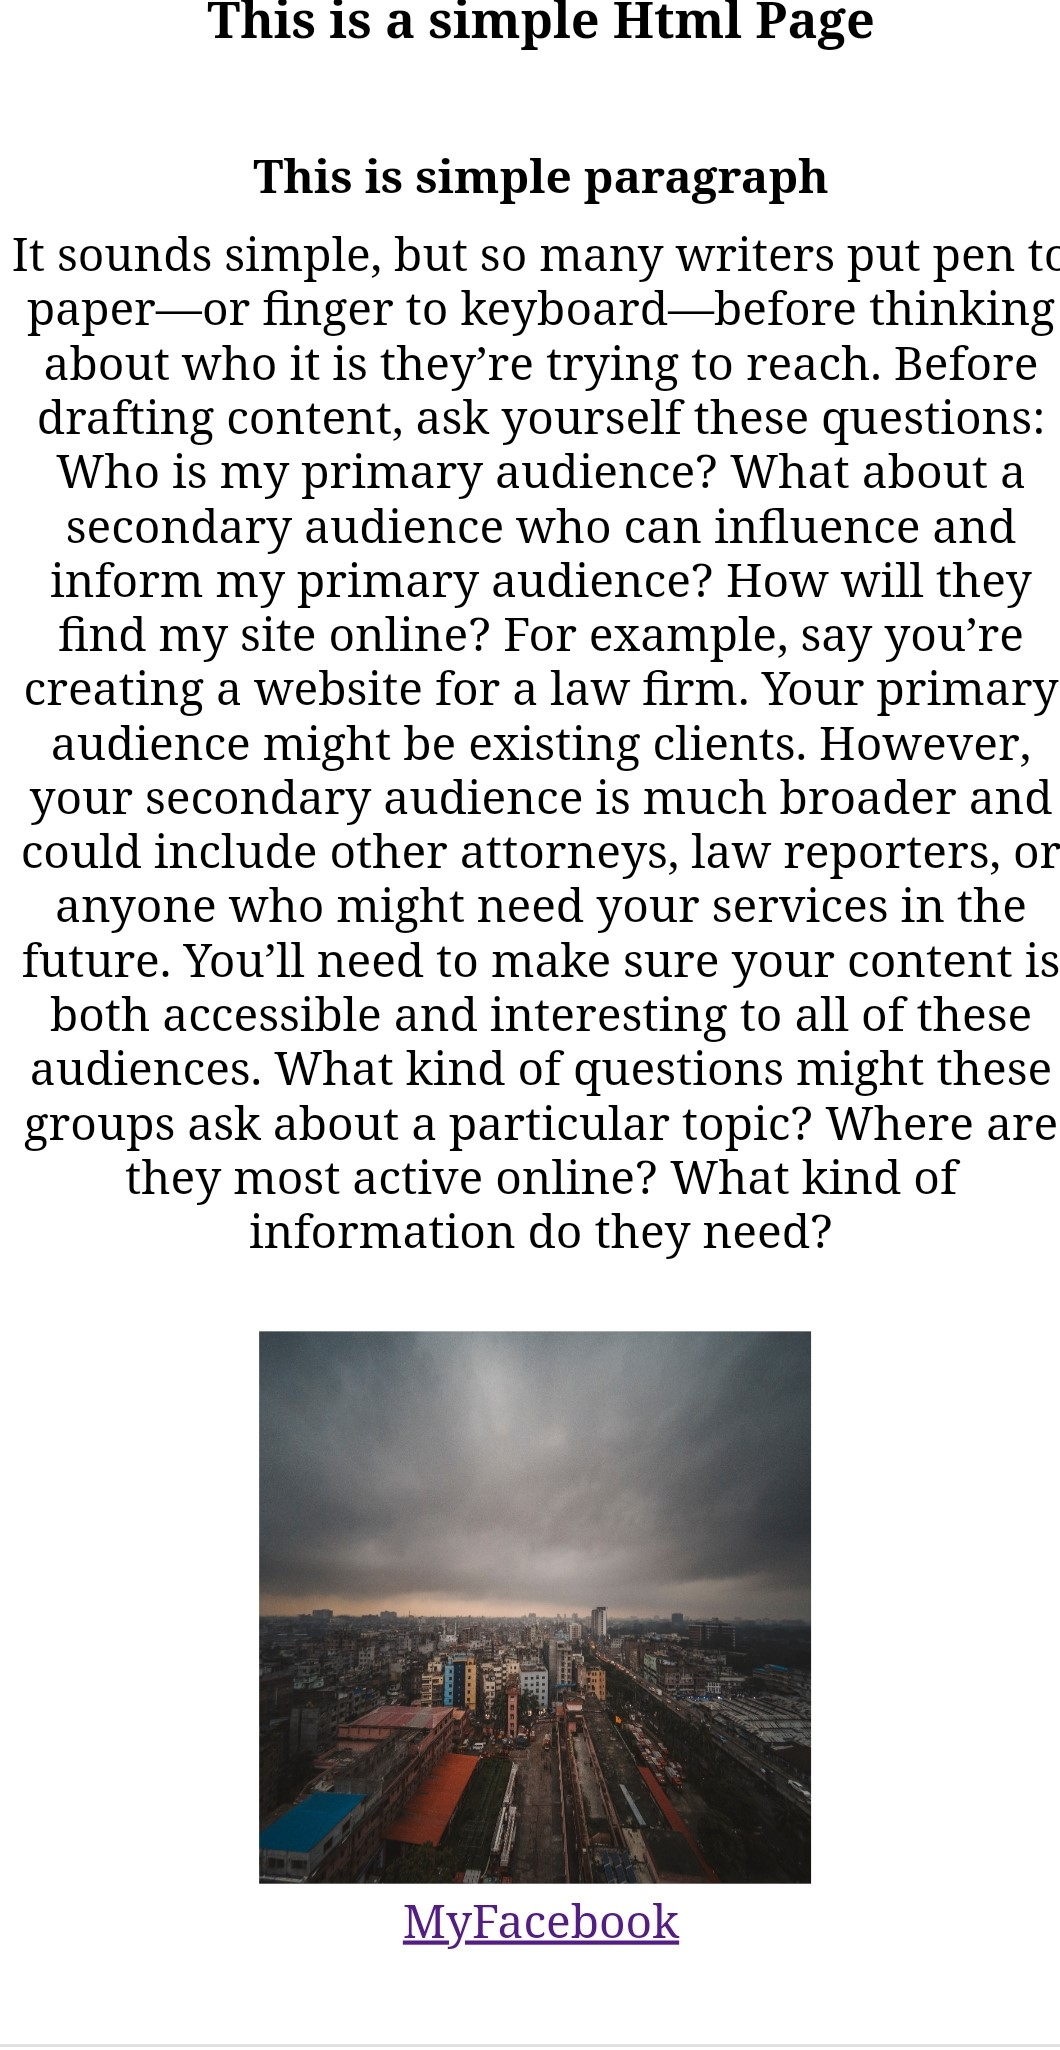 This is a simple Html Page
This is simple paragraph
It sounds simple, but so many writers put pen to
paper—or finger to keyboard—before thinking
about who it is they’re trying to reach. Before
drafting content, ask yourself these questions:
Who is my primary audience? What about a
secondary audience who can influence and
inform my primary audience? How will they
find my site online? For example, say you’re
creating a website for a law firm. Your primary
audience might be existing clients. However,
your secondary audience is much broader and
could include other attorneys, law reporters, or
anyone who might need your services in the
future. You’ll need to make sure your content is
both accessible and interesting to all of these
audiences. What kind of questions might these
groups ask about a particular topic? Where are
they most active online? What kind of
information do they need?
MyFacebook